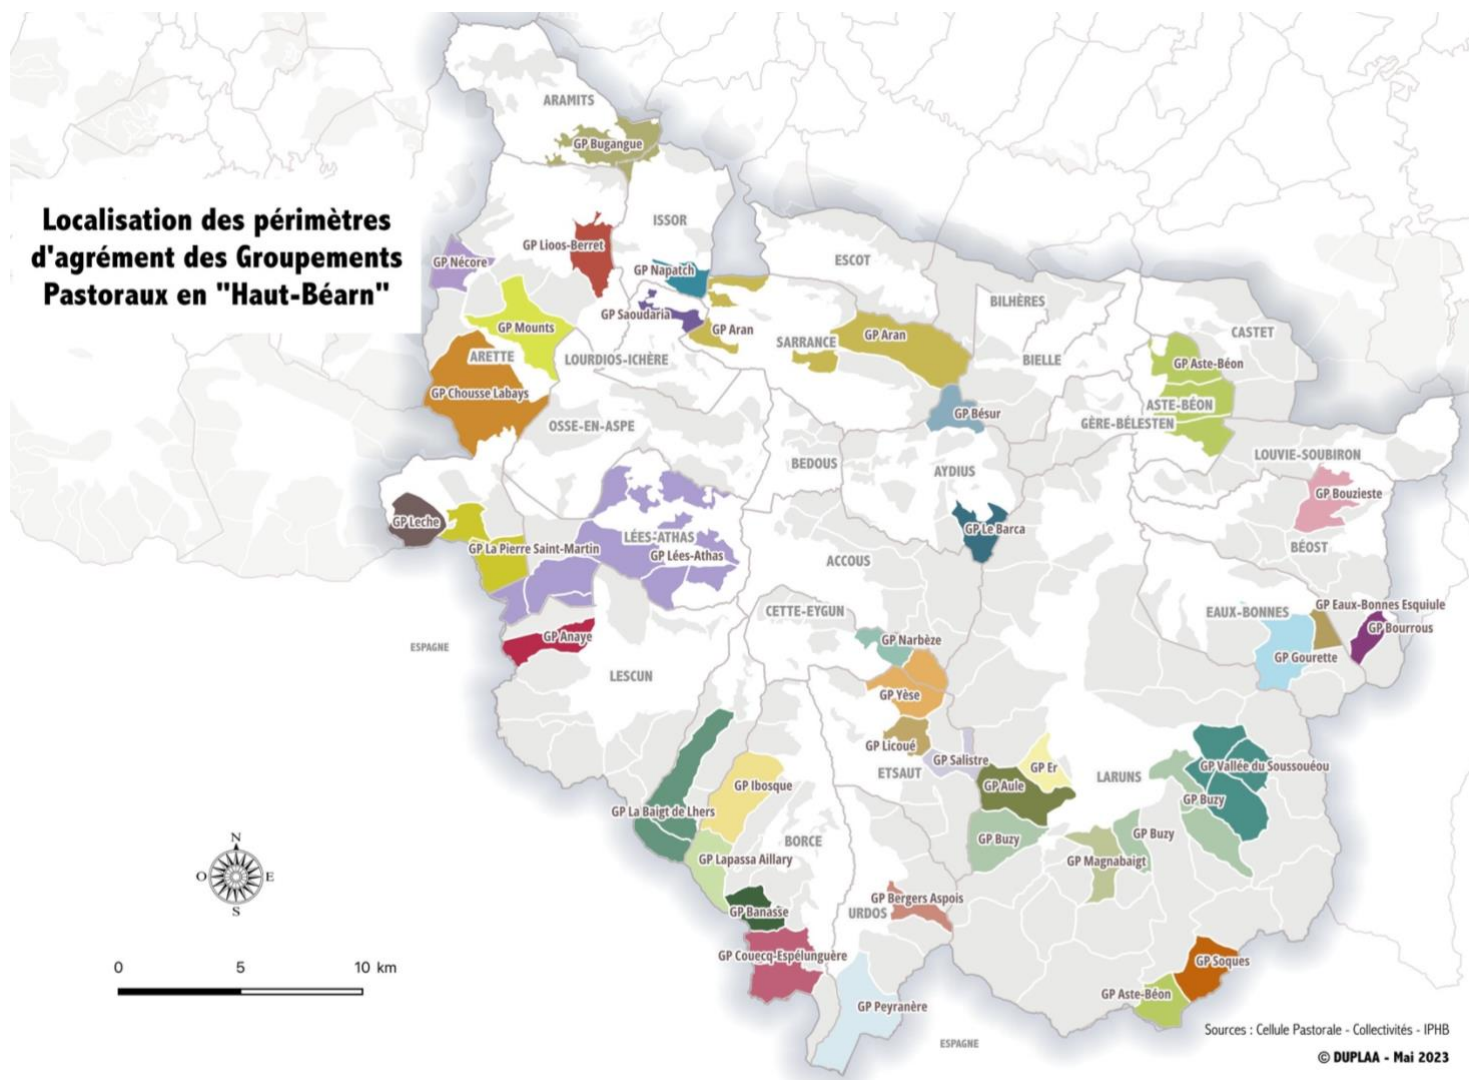 ARAMITS
GP Bugangue
Localisation des périmètres
d'agrément des Groupements
Pastoraux en "Haut-Béarn"
ISSOR
GP Lioos-Berret
ESCOT
GP Nécore
GP Napatch
BILHÈRES
GP Saoudaria
GP Mounts
GP Aran
CASTET
GP Aran
SARRANCE
ARETTE
LOURDIOS-ICHÈRE
BIELLE
GP Aste-Béon
GP Chousse Labays
ASTE-BÉON
GP Bésur
GÈRE-BÉLESTEN
OSSE-EN-ASPE
LOUVIE-SOUBIRON
BEDOUS
AYDIUS
GP Bouzieste
GP Leche
GP Le Barca
LÉES-ATHAS
GP La Pierre Saint-Martin
GP Lées-Athas
BÉOST
ACCOUS
GP Eaux-Bonnes Esquiule
CETTE-EYGUN
EAUX-BONNES
GP Bourrous
GP Anaye
GP Narbèze
ESPAGNE
GP Gourette
LESCUN
GP Yèse
GP Licoué
GP Salistre
GP Er
GP Vallée du Soussouéou
ETSAUT
LARUNS
GP Ibosque
GP Aule
GP Buzy
GP La Baigt de Lhers
GP Buzy
GP Buzy
BORCE
GP Lapassa Aillary
GP Magnabaigt
N
O
E
S
GP Bergers Aspois
GP Banasse
URDOS
GP Couecq-Espélunguère
GP Soques
0 5 10 km
GP Aste-Béon
GP Peyranère
Sources : Cellule Pastorale - Collectivités - IPHB
ESPAGNE
© DUPLAA - Mai 2023